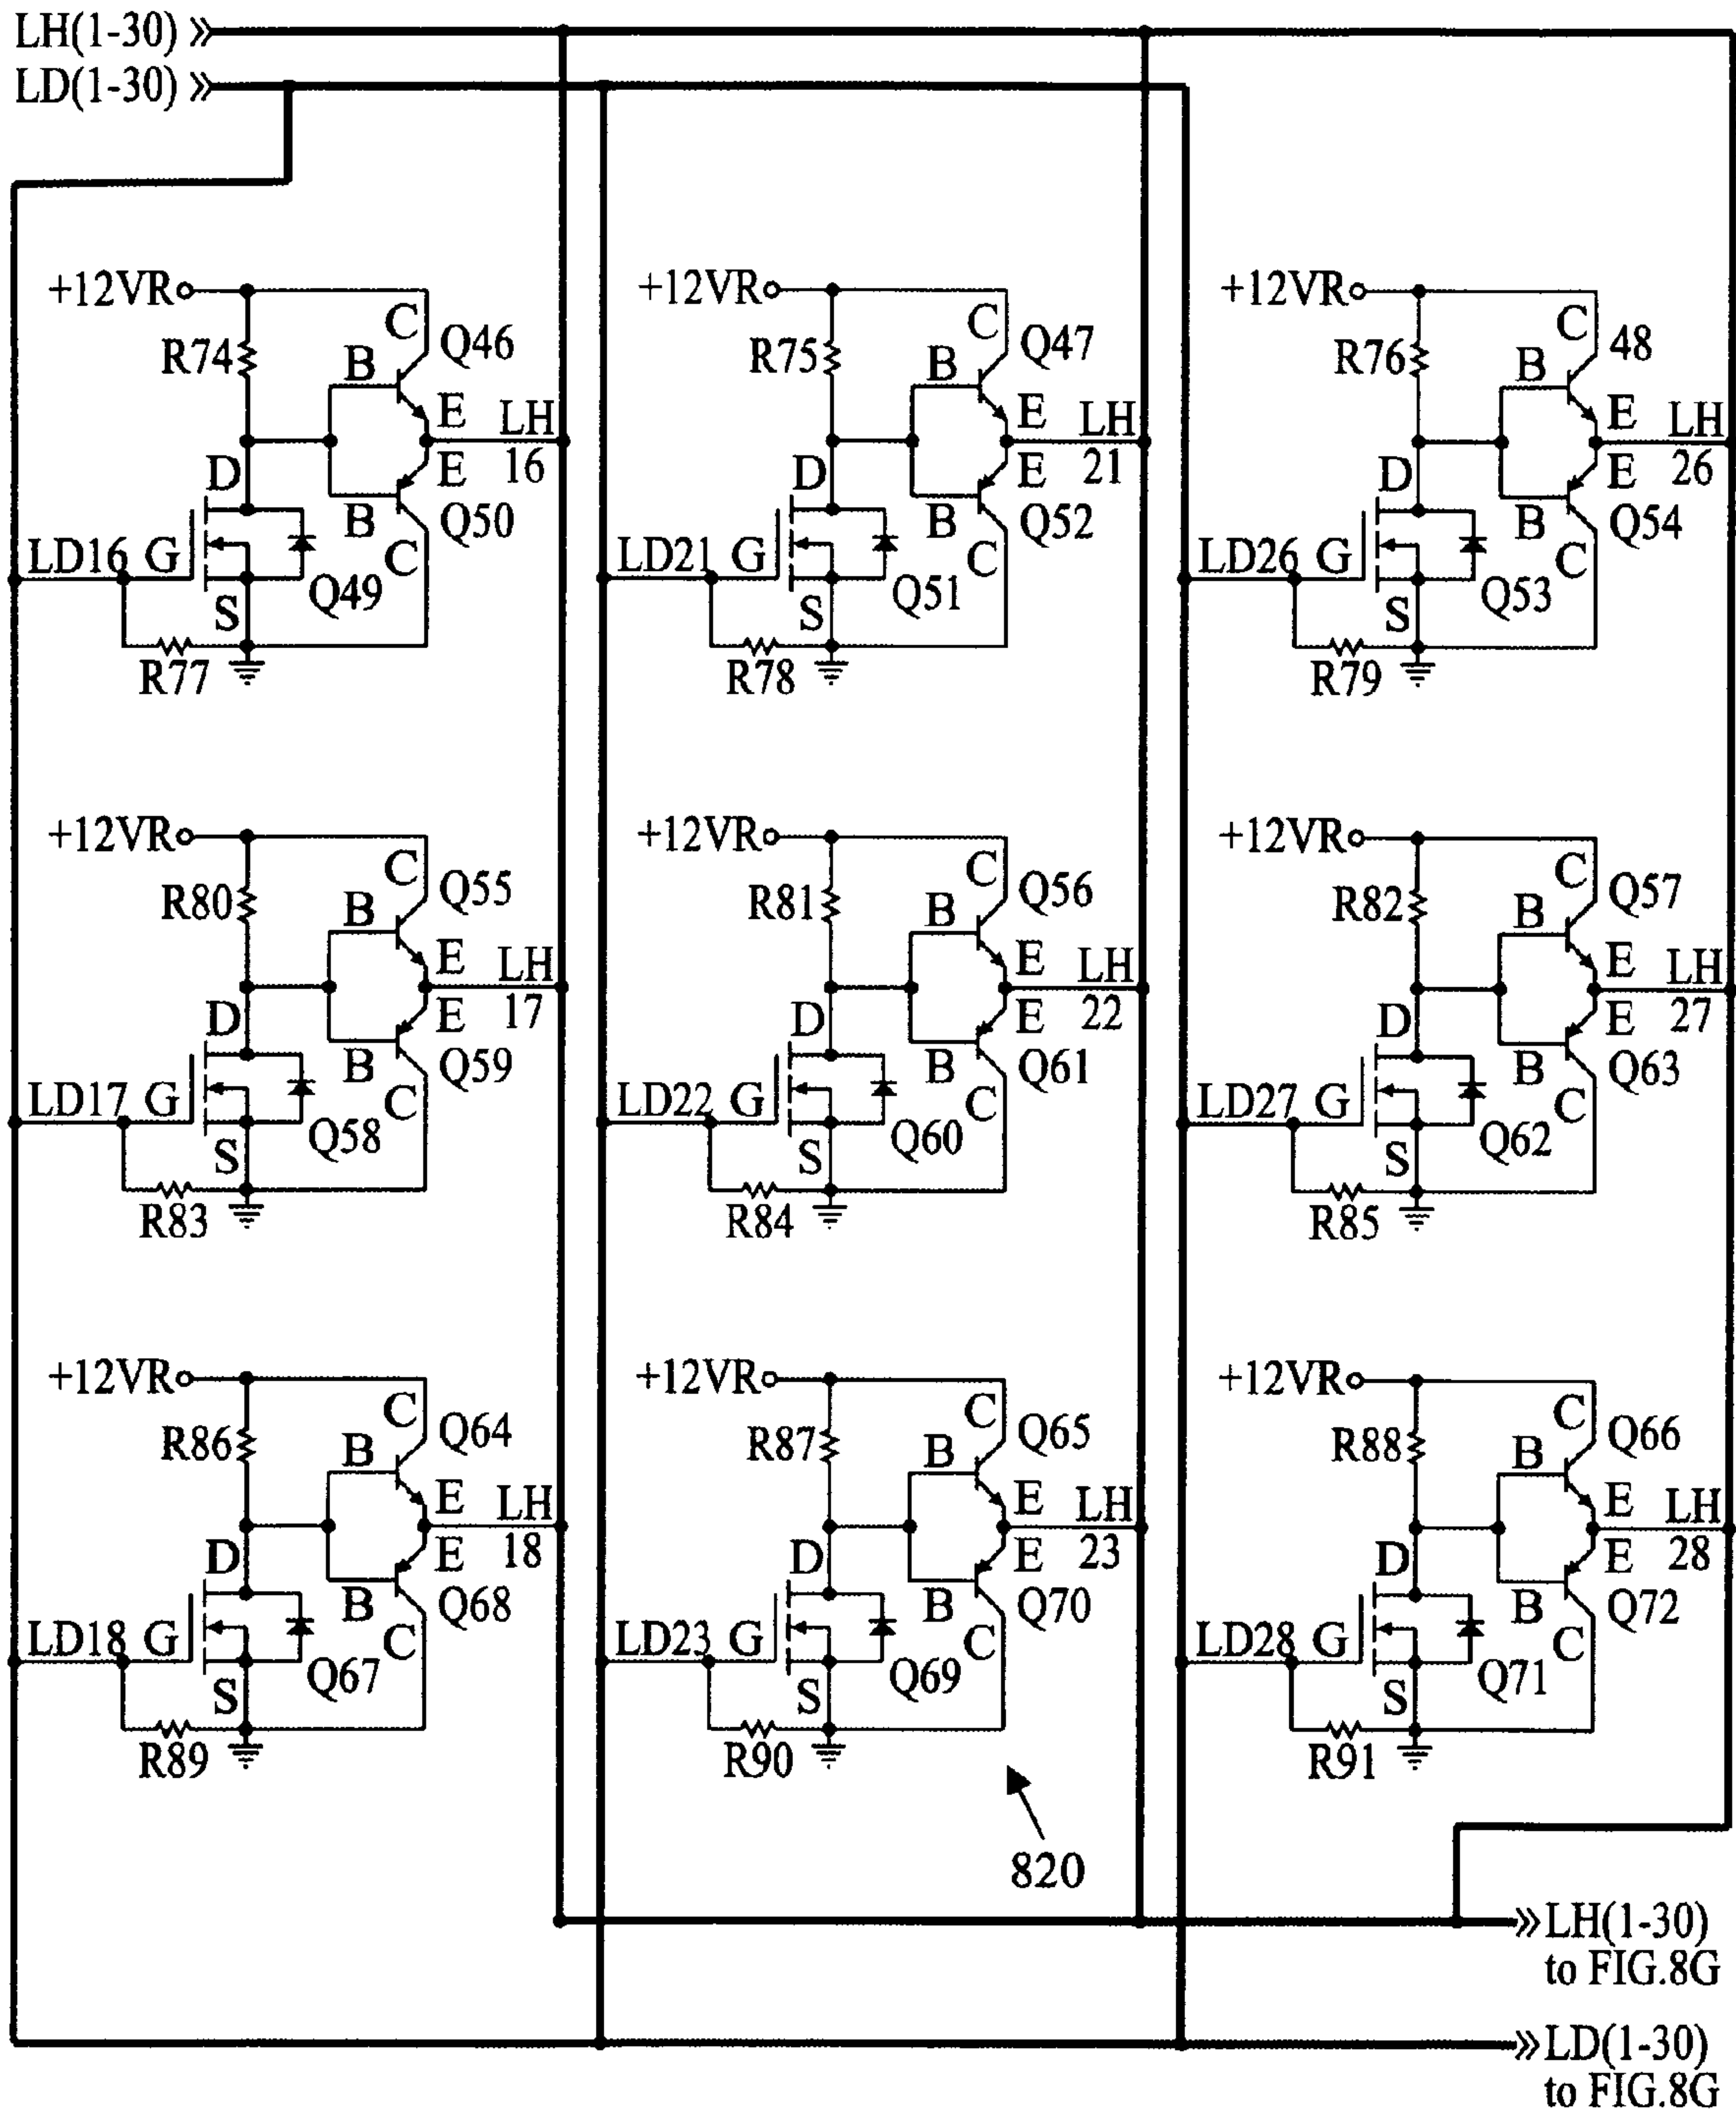 LH(1-30)
LD(1-30)
+12VR C Q46
R74 B E LH
16
D E
B Q50
LD16 G C
Q49
S
R77
+12VR C Q47
R75 B E LH
21
D E
B Q52
LD21 G C
Q51
S
R78
+12VR C 48
R76 B E LH
26
D E
B Q54
LD26 G C
Q53
S
R79
+12VR C Q55
R80 B E LH
17
D E
B Q59
LD17 G C
Q58
S
R83
+12VR C Q56
R81 B E LH
22
D E
B Q61
LD22 G C
Q60
S
R84
+12VR C Q57
R82 B E LH
27
D E
B Q63
LD27 G C
Q62
S
R85
+12VR C Q64
R86 B E LH
18
D E
B Q68
LD18 G C
Q67
S
R89
+12VR C Q65
R87 B E LH
23
D E
B Q70
LD23 G C
Q69
S
R90
+12VR C Q66
R88 B E LH
28
D E
B Q72
LD28 G C
Q71
S
R91
820
LH(1-30)
to FIG.8G
LD(1-30)
to FIG.8G